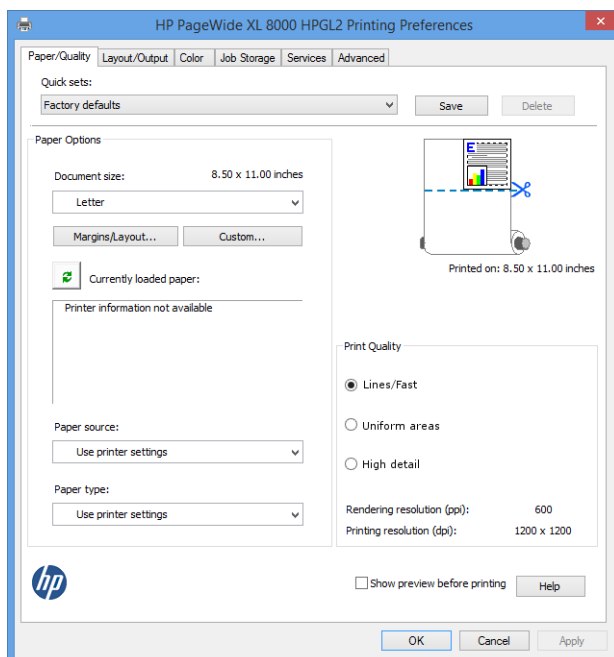 HP PageWide XL 8000 HPGL2 Printing Preferences
Paper/Quality Layout/Output Color Job Storage Services Advanced
Quick sets:
Factory defaults
Save
Delete
Paper Options
Document size: 8.50 x 11.00 inches
Letter
Margins/Layout...
Custom...
Currently loaded paper:
Printer information not available
Paper source:
Use printer settings
Paper type:
Use printer settings
E
Printed on: 8.50 x 11.00 inches
Print Quality
Lines/Fast
Uniform areas
High detail
Rendering resolution (ppi): 600
Printing resolution (dpi): 1200 x 1200
hp
Show preview before printing
Help
OK
Cancel
Apply